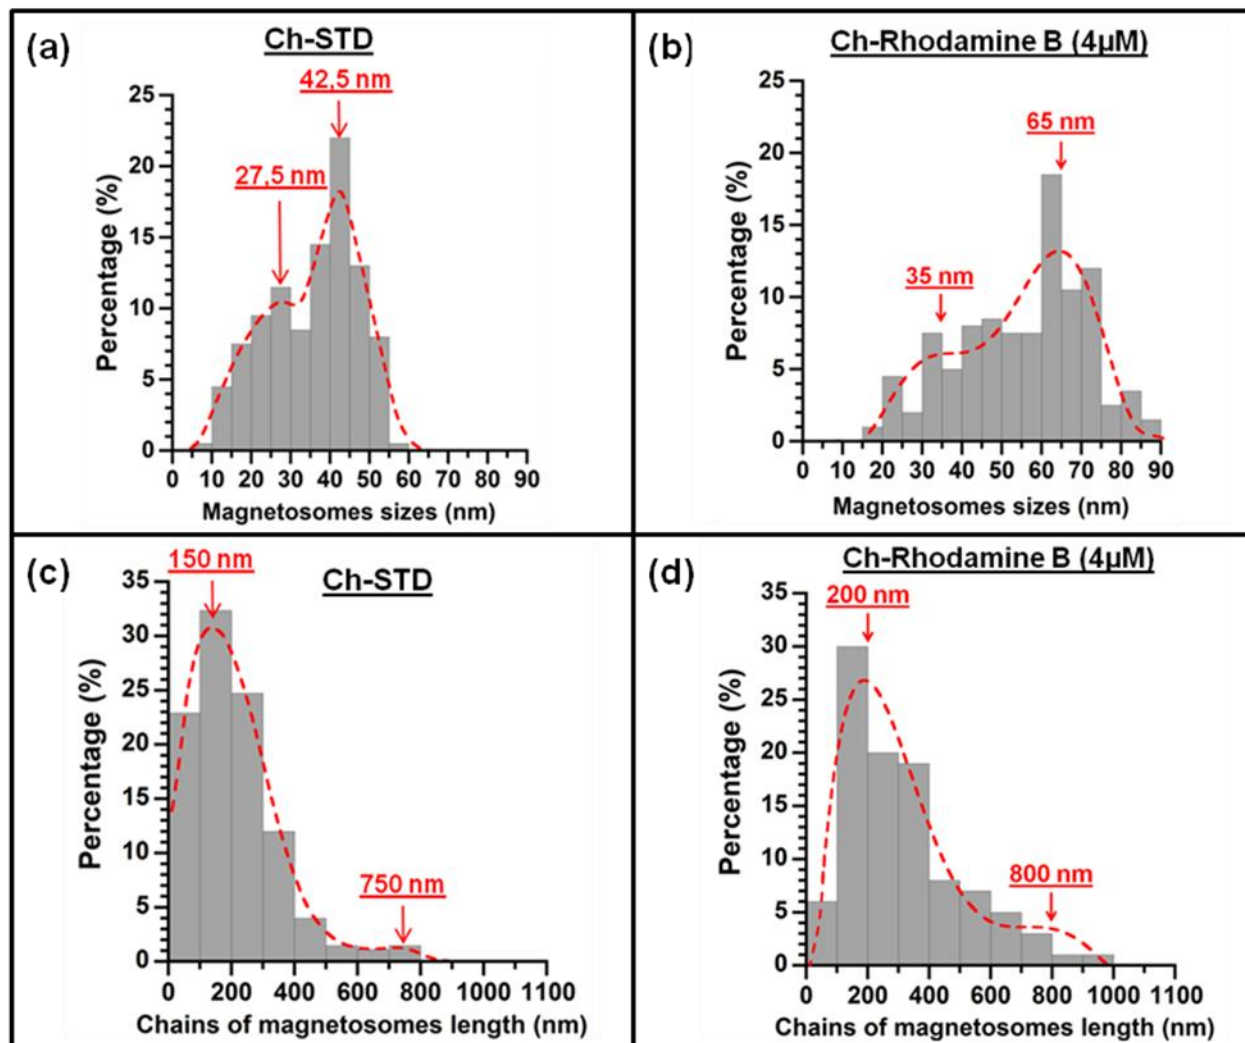 (a)
Ch-STD
42,5 nm
27,5 nm
25
20
15
10
5
0
Percentage (%)
0 10 20 30 40 50 60 70 80 90
Magnetosomes sizes (nm)
(b)
Ch-Rhodamine B (4µM)
65 nm
35 nm
25
20
15
10
5
0
Percentage (%)
0 10 20 30 40 50 60 70 80 90
Magnetosomes sizes (nm)
(c)
150 nm
Ch-STD
750 nm
35
30
25
20
15
10
5
0
Percentage (%)
0 200 400 600 800 1000 1100
Chains of magnetosomes length (nm)
(d)
Ch-Rhodamine B (4µM)
200 nm
800 nm
35
30
25
20
15
10
5
0
Percentage (%)
0 200 400 600 800 1000 1100
Chains of magnetosomes length (nm)